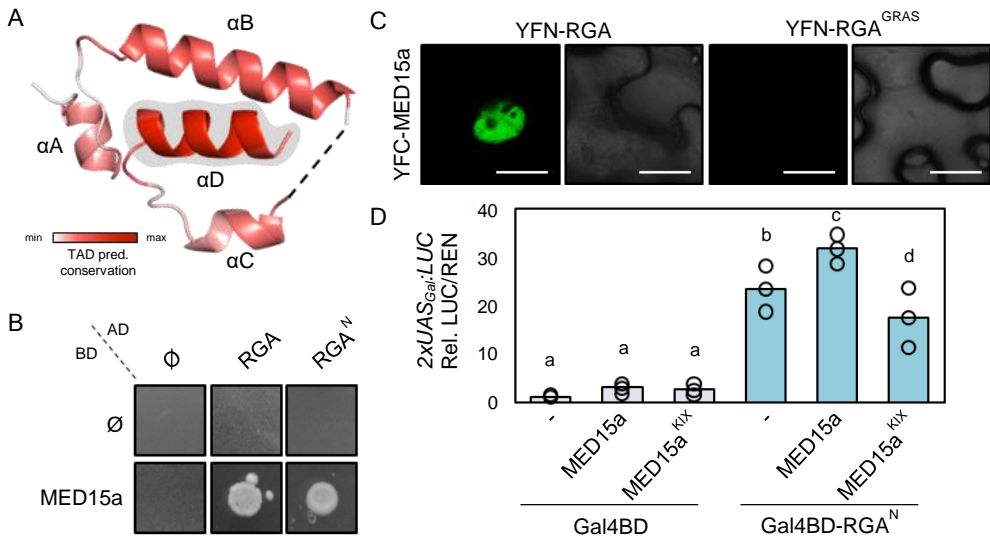 A
αB
αA
αD
αC
min max
TAD pred.
conservation
B
AD
BD
Ø
RGA
RGA^N
Ø
MED15a
C
YFN-RGA
YFN-RGA^GRAS
YFC-MED15a
D
2xUAS_Gal:LUC
Rel. LUC/REN
40
30
20
10
0
a
a
a
b
c
d
-
MED15a
MED15a^KIX
-
MED15a
MED15a^KIX
Gal4BD
Gal4BD-RGA^N